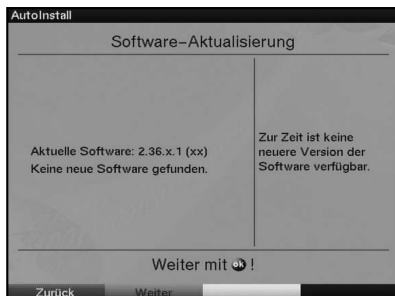 AutoInstall
Software-Aktualisierung
Aktuelle Software: 2.36.x.1 (xx)
Keine neue Software gefunden.
Zur Zeit ist keine
neuere Version der
Software verfügbar.
Weiter mit ok !
Zurück
Weiter